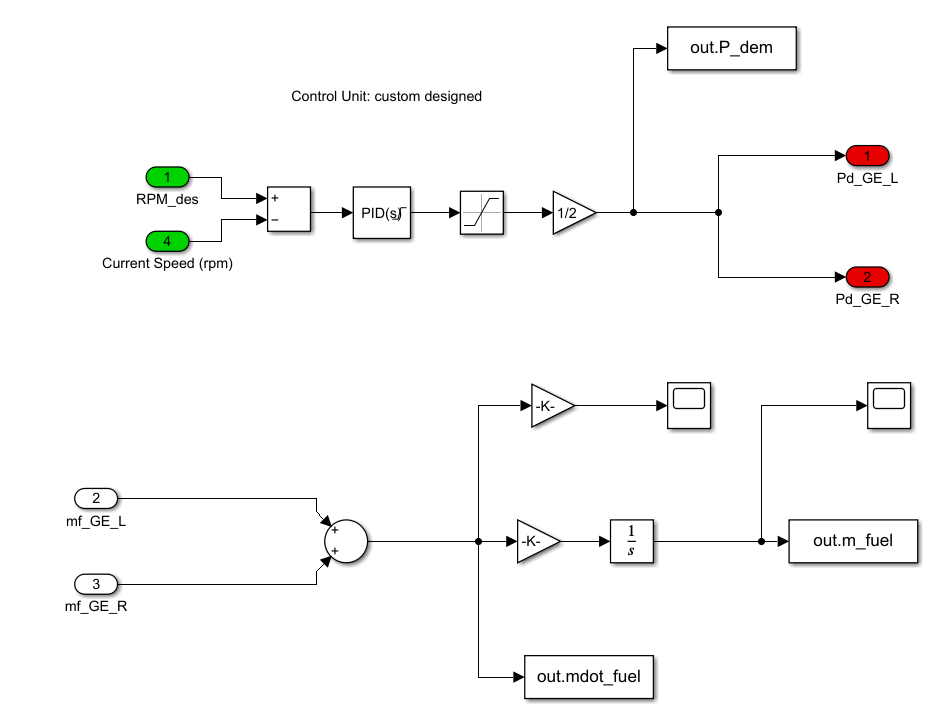 out.P_dem
Control Unit: custom designed
1
RPM_des
4
Current Speed (rpm)
+
−
PID(s)
1/2
1
Pd_GE_L
2
Pd_GE_R
-K-
2
mf_GE_L
3
mf_GE_R
+
+
-K-
1
s
out.m_fuel
out.mdot_fuel